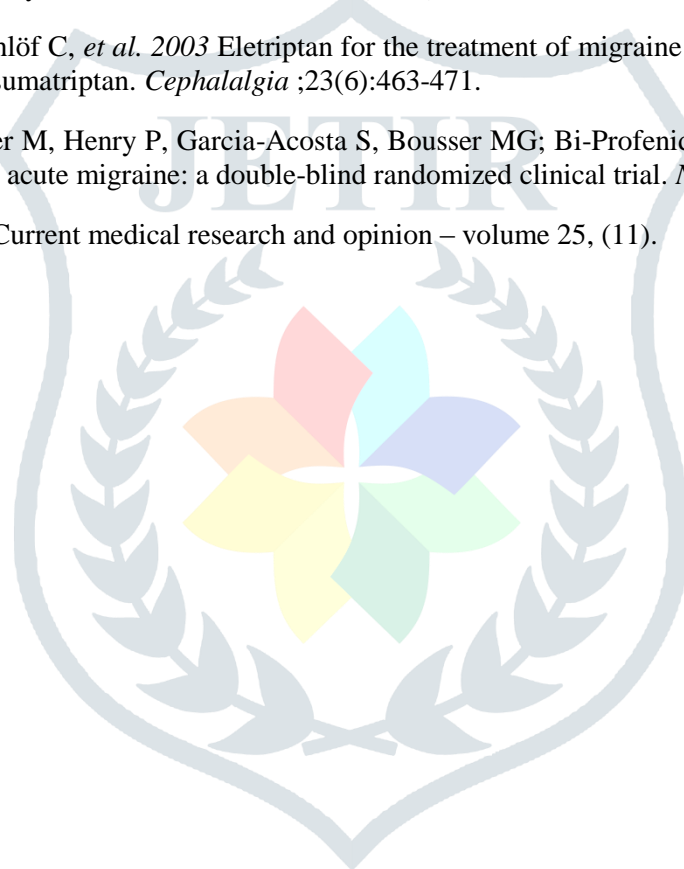 nlöf C, et al. 2003 Eletriptan for the treatment of migraine
sumatriptan. Cephalalgia ;23(6):463-471.
er M, Henry P, Garcia-Acosta S, Bousser MG; Bi-Profenid
acute migraine: a double-blind randomized clinical trial.
Current medical research and opinion – volume 25, (11).
JETIR